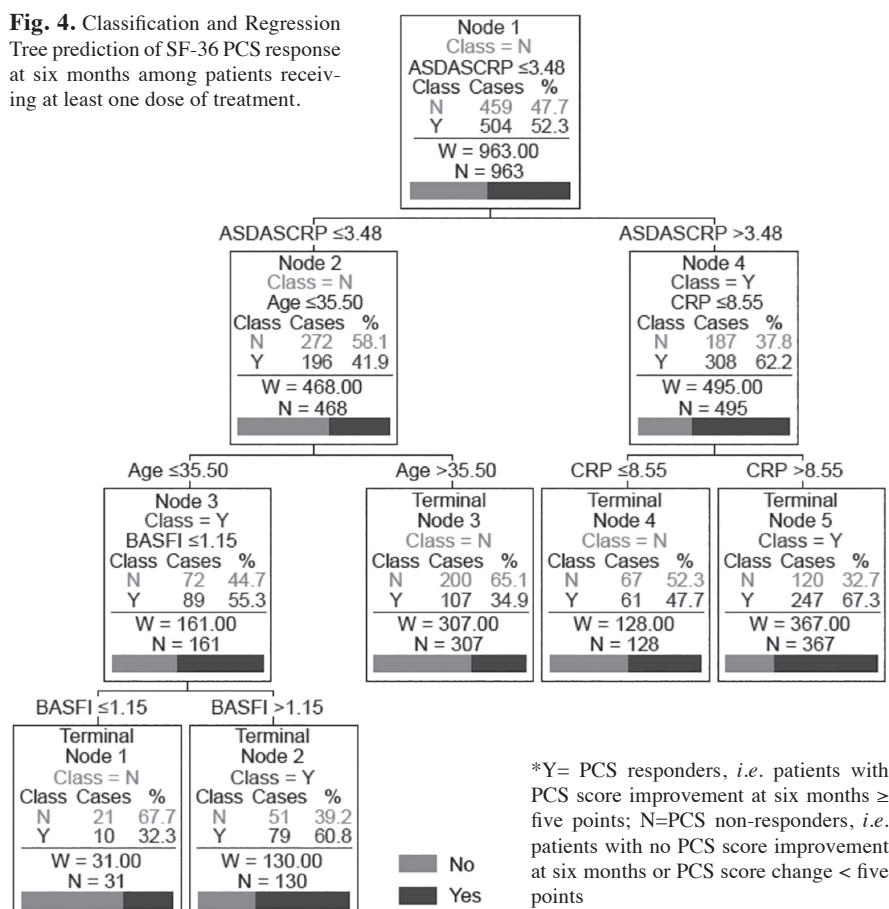 Fig. 4. Classification and Regression
Tree prediction of SF-36 PCS response
at six months among patients receiv-
ing at least one dose of treatment.
Node 1
Class = N
ASDASCRP ≤3.48
Class Cases %
N 459 47.7
Y 504 52.3
W = 963.00
N = 963
ASDASCRP ≤3.48
ASDASCRP >3.48
Node 2
Class = N
Age ≤35.50
Class Cases %
N 272 58.1
Y 196 41.9
W = 468.00
N = 468
Node 4
Class = Y
CRP ≤8.55
Class Cases %
N 187 37.8
Y 308 62.2
W = 495.00
N = 495
Age ≤35.50
Age >35.50
CRP ≤8.55
CRP >8.55
Node 3
Class = Y
BASFI ≤1.15
Class Cases %
N 72 44.7
Y 89 55.3
W = 161.00
N = 161
Terminal
Node 3
Class = N
Class Cases %
N 200 65.1
Y 107 34.9
W = 307.00
N = 307
Terminal
Node 4
Class = N
Class Cases %
N 67 52.3
Y 61 47.7
W = 128.00
N = 128
Terminal
Node 5
Class = Y
Class Cases %
N 120 32.7
Y 247 67.3
W = 367.00
N = 367
BASFI ≤1.15
BASFI >1.15
Terminal
Node 1
Class = N
Class Cases %
N 21 67.7
Y 10 32.3
W = 31.00
N = 31
Terminal
Node 2
Class = Y
Class Cases %
N 51 39.2
Y 79 60.8
W = 130.00
N = 130
No
Yes
*Y= PCS responders, i.e. patients with
PCS score improvement at six months ≥
five points; N=PCS non-responders, i.e.
patients with no PCS score improvement
at six months or PCS score change < five
points